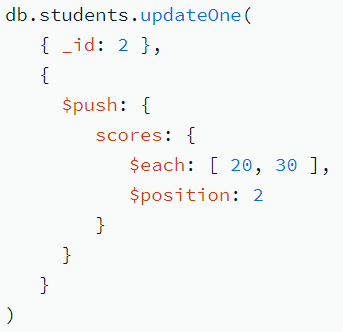 db.students.updateOne(
   { _id: 2 },
   {
     $push: {
        scores: {
           $each: [ 20, 30 ],
           $position: 2
        }
     }
   }
)